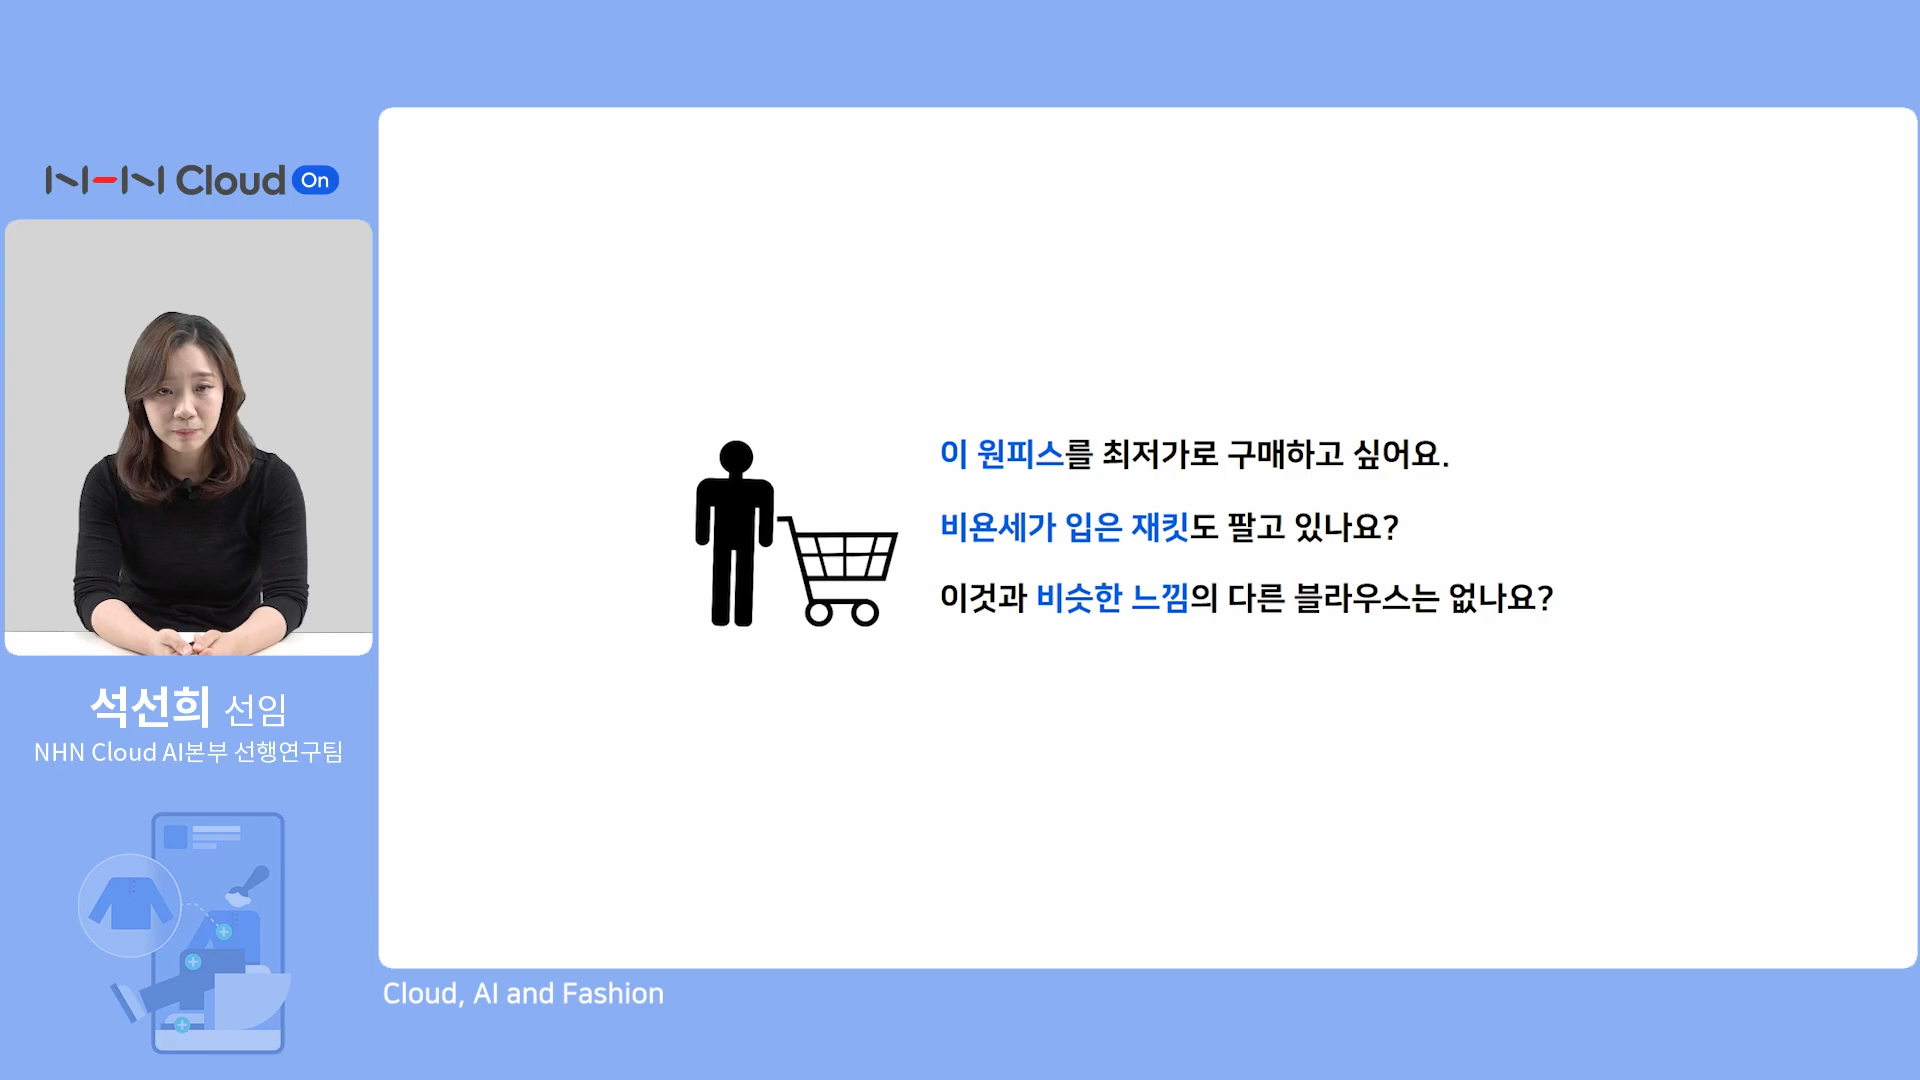 NHN Cloud On
석선희 선임
NHN Cloud AI본부 선행연구팀
이 원피스를 최저가로 구매하고 싶어요.
비욘세가 입은 재킷도 팔고 있나요?
이것과 비슷한 느낌의 다른 블라우스는 없나요?
Cloud, AI and Fashion